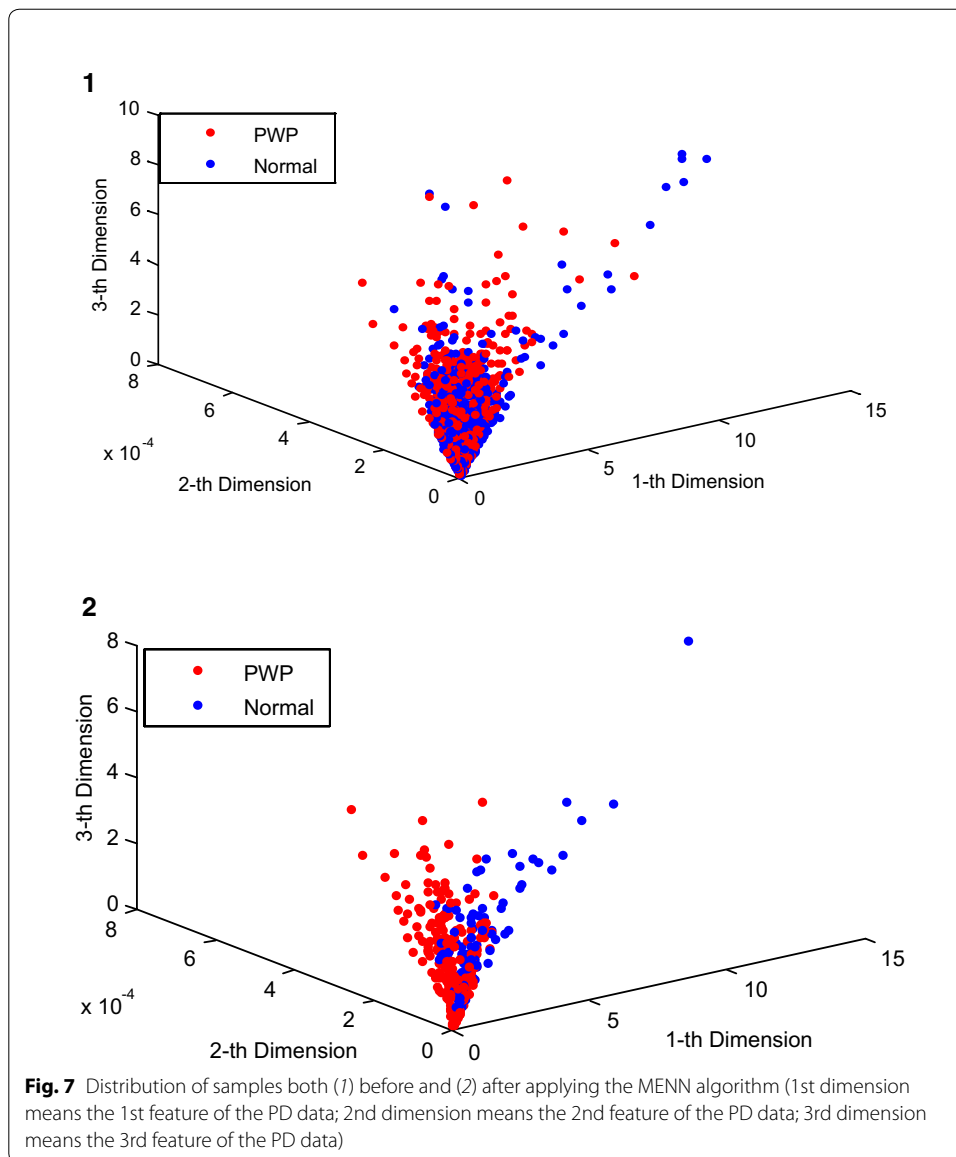 1
10
PWP
8
Normal
6
3-th Dimension
4
2
0
8
6
15
x 10-4
4
10
2
5
2-th Dimension
1-th Dimension
0
0
2
8
PWP
Normal
6
3-th Dimension
4
2
0
8
6
15
4
10
x 10-4
2
5
2-th Dimension
1-th Dimension
0
0
Fig. 7 Distribution of samples both (1) before and (2) after applying the MENN algorithm (1st dimension
means the 1st feature of the PD data; 2nd dimension means the 2nd feature of the PD data; 3rd dimension
means the 3rd feature of the PD data)